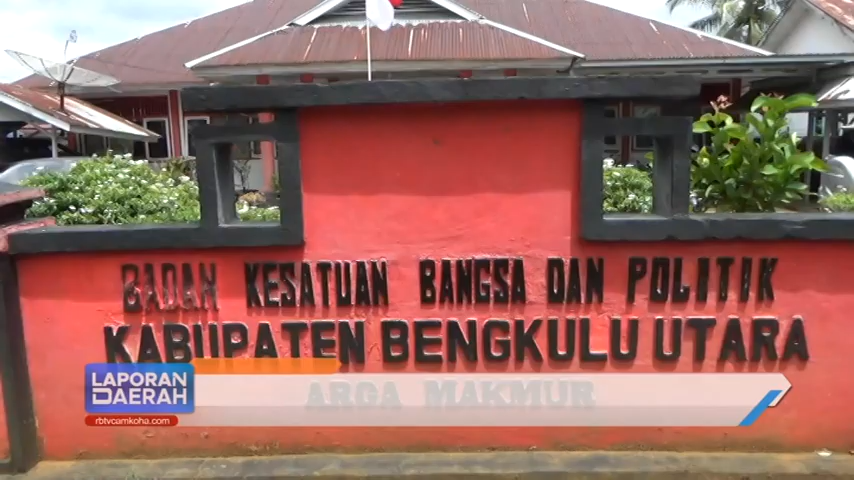 BADAN KESATUAN BANGSA DAN POLITIK
KABUPATEN BENGKULU UTARA
ARGA MAKMUR
LAPORAN
DAERAH
rbtvcamkoha.com